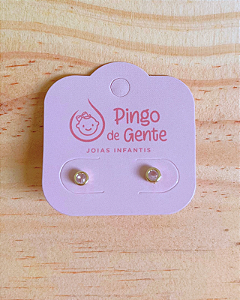 Pingo
de Gente
JOIAS INFANTIS